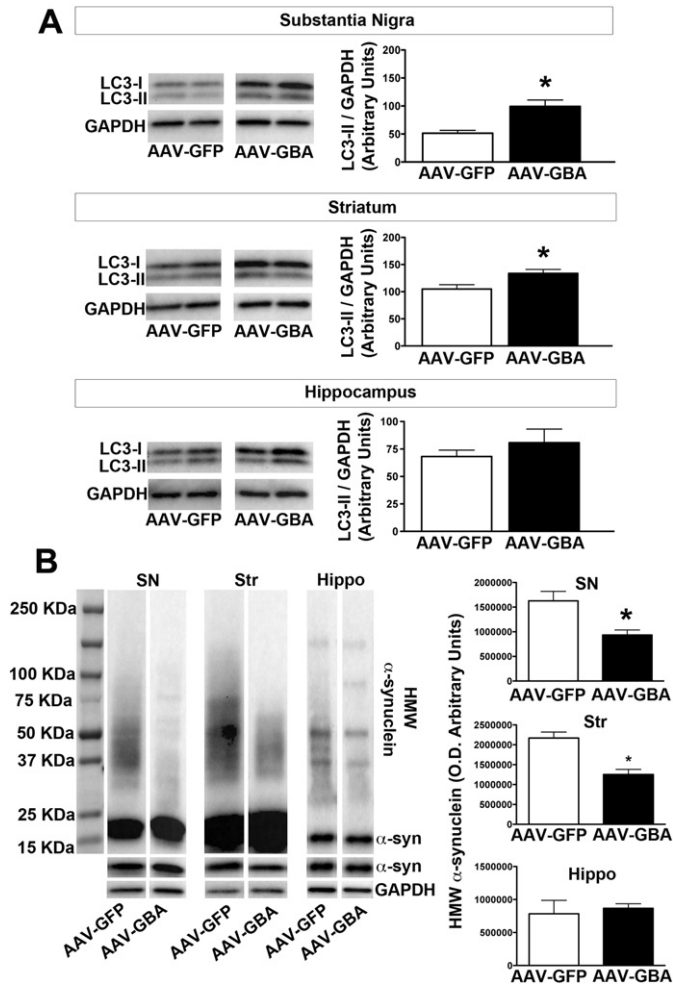 A
Substantia Nigra
LC3-I
LC3-II
GAPDH
AAV-GFP AAV-GBA
LC3-II / GAPDH
(Arbitrary Units)
200
150
100
50
0
AAV-GFP AAV-GBA
*
Striatum
LC3-I
LC3-II
GAPDH
AAV-GFP AAV-GBA
LC3-II / GAPDH
(Arbitrary Units)
200
150
100
50
0
AAV-GFP AAV-GBA
*
Hippocampus
LC3-I
LC3-II
GAPDH
AAV-GFP AAV-GBA
LC3-II / GAPDH
(Arbitrary Units)
100
75
50
25
0
AAV-GFP AAV-GBA
B
SN Str Hippo
250 KDa
100 KDa
75 KDa
50 KDa
37 KDa
25 KDa
15 KDa
HMW
α-synuclein
α-syn
α-syn
GAPDH
AAV-GFP AAV-GBA AAV-GFP AAV-GBA AAV-GFP AAV-GBA
HMW α-synuclein (O.D. Arbitrary Units)
SN
2000000
1500000
1000000
500000
0
*
AAV-GFP AAV-GBA
Str
2500000
2000000
1500000
1000000
500000
0
*
AAV-GFP AAV-GBA
Hippo
1500000
1000000
500000
0
AAV-GFP AAV-GBA